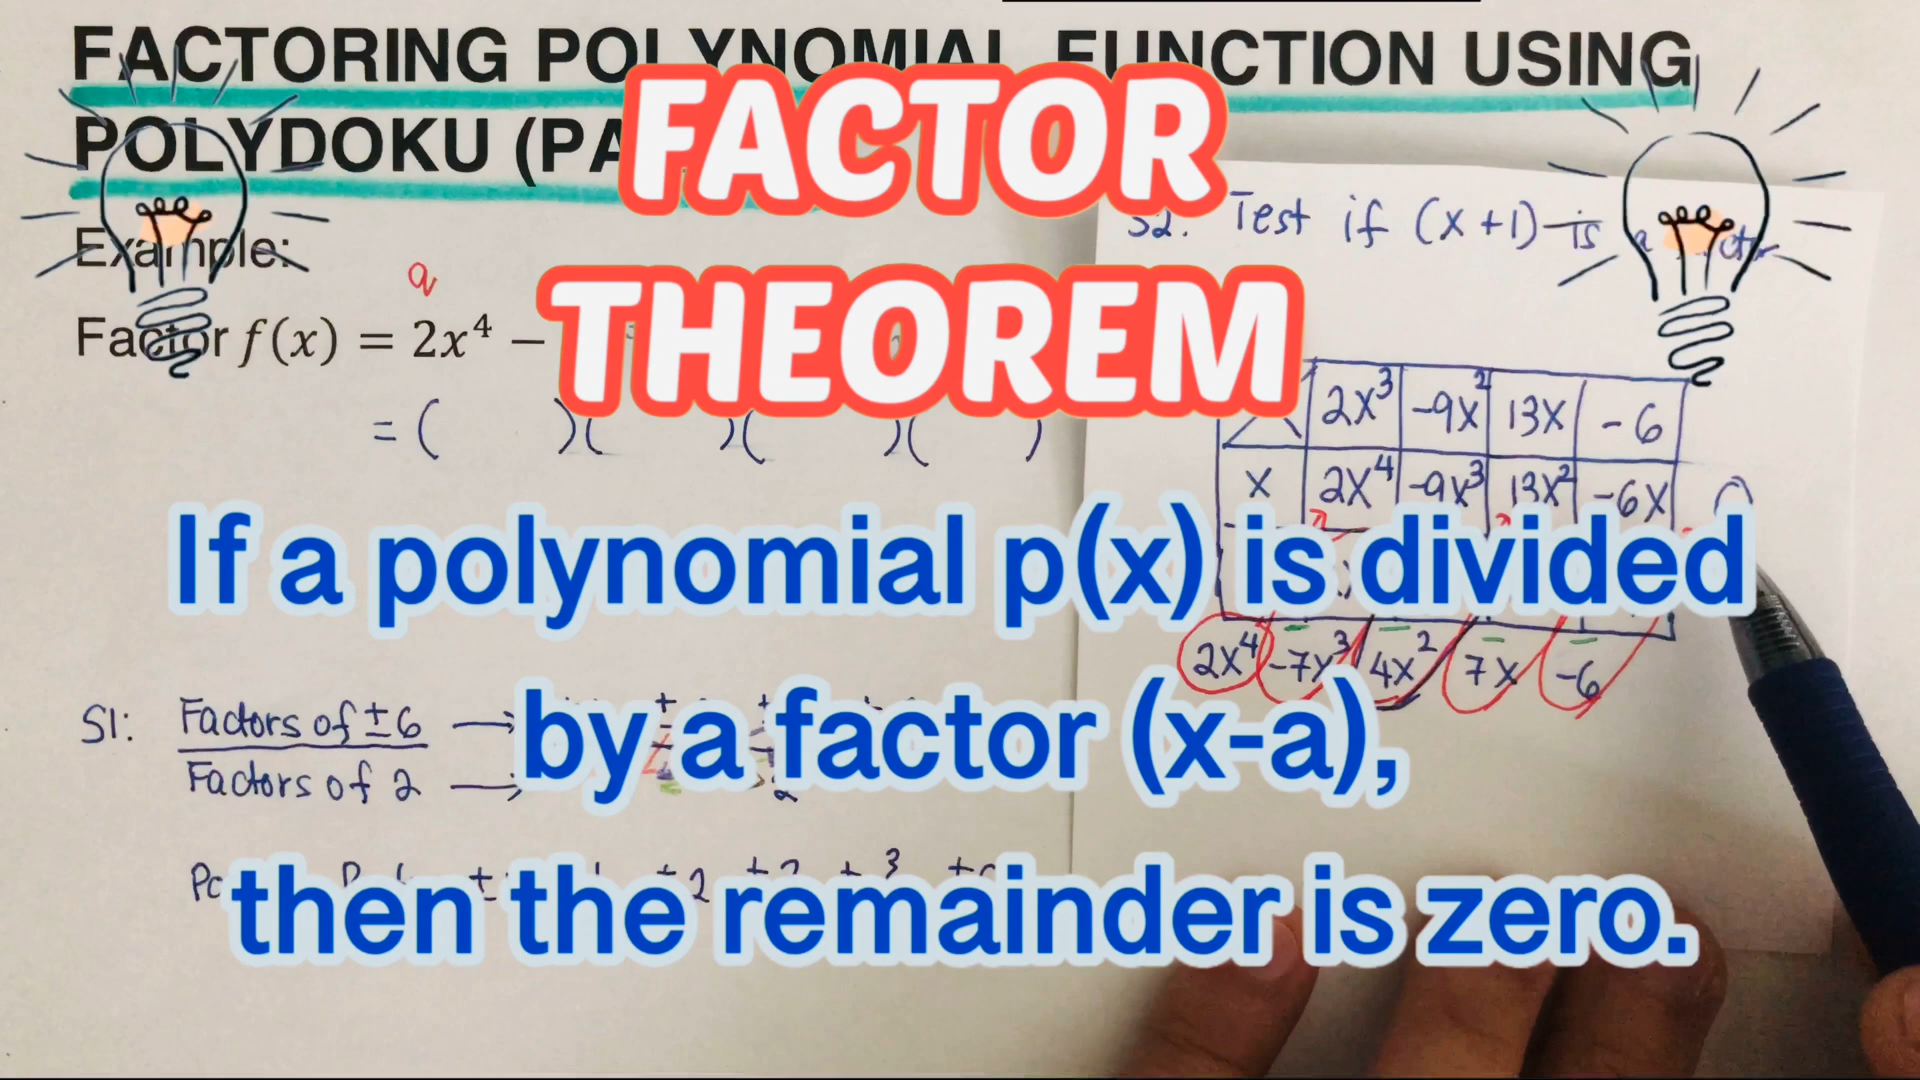 FACTORING POLYNOMIAL FUNCTION USING
POLYDOKU (PA
FACTOR
THEOREM
Example:
a
Factor f(x) = 2x⁴ −
= ( )( )( )( )
S2. Test if (x+1) is a
2x³ -9x² 13x -6
x 2x⁴ -9x³ 13x² -6x
2x⁴ -7x³ 4x² 7x -6
If a polynomial p(x) is divided
by a factor (x-a),
then the remainder is zero.
S1: Factors of ±6 →
Factors of 2 →